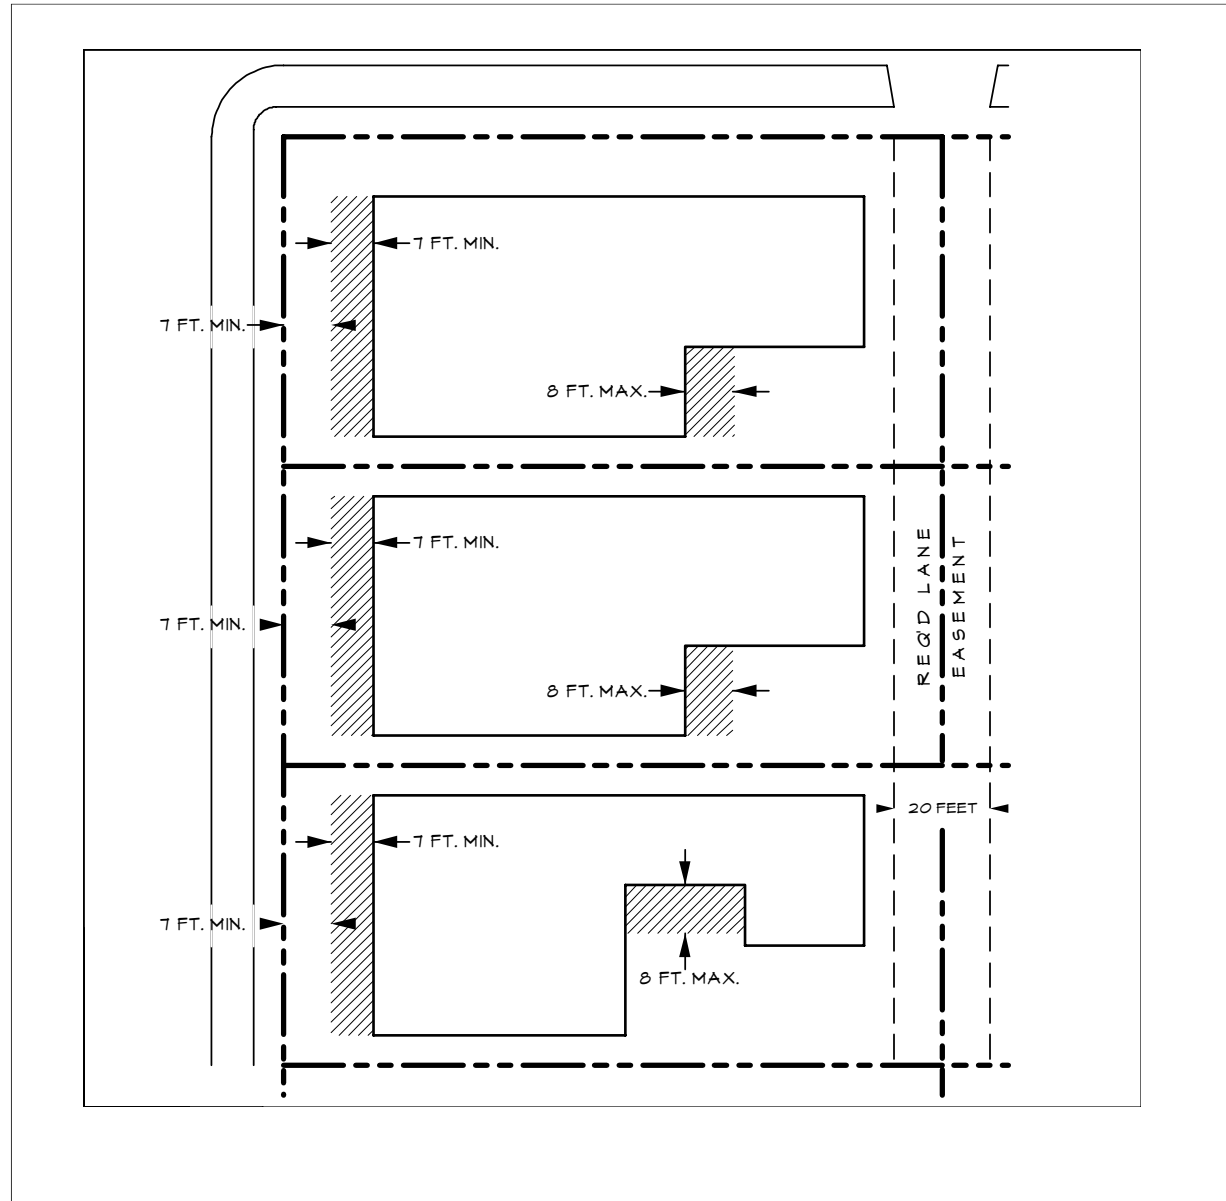 7 FT. MIN.
7 FT. MIN.
8 FT. MAX.
7 FT. MIN.
7 FT. MIN.
8 FT. MAX.
REQ'D LANE
EASEMENT
20 FEET
7 FT. MIN.
7 FT. MIN.
8 FT. MAX.